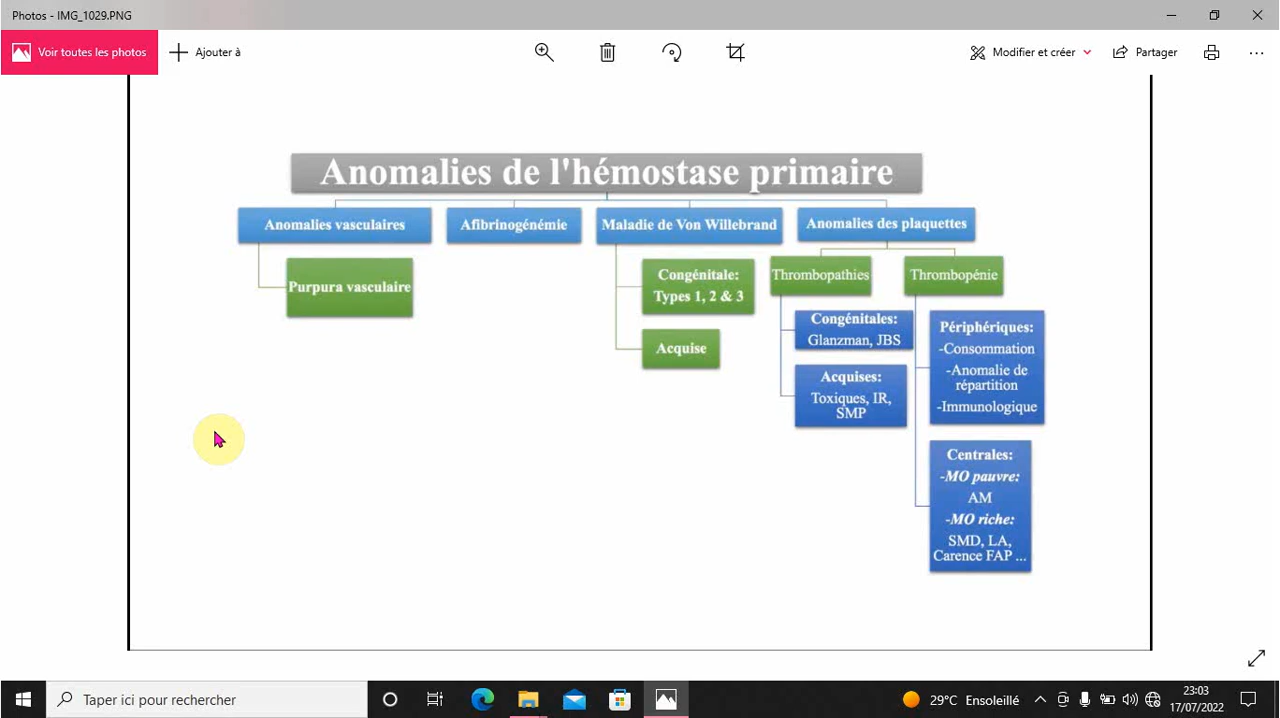 Photos - IMG_1029.PNG
Voir toutes les photos
Ajouter à
Modifier et créer
Partager
Anomalies de l'hémostase primaire
Anomalies vasculaires
Afibrinogénémie
Maladie de Von Willebrand
Anomalies des plaquettes
Purpura vasculaire
Congénitale:
Types 1, 2 & 3
Acquise
Thrombopathies
Thrombopénie
Congénitales:
Glanzman, JBS
Acquises:
Toxiques, IR,
SMP
Périphériques:
-Consommation
-Anomalie de
répartition
-Immunologique
Centrales:
-MO pauvre:
AM
-MO riche:
SMD, LA,
Carence FAP ...
Taper ici pour rechercher
29°C Ensoleillé
23:03
17/07/2022